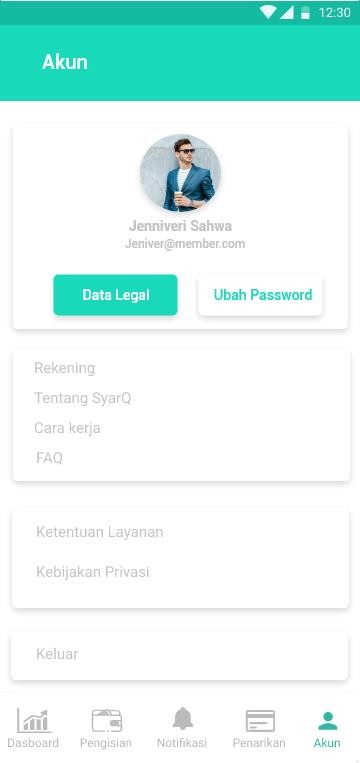 12:30
Akun
Jenniveri Sahwa
Jeniver@member.com
Data Legal
Ubah Password
Rekening
Tentang SyarQ
Cara kerja
FAQ
Ketentuan Layanan
Kebijakan Privasi
Keluar
Dasboard
Pengisian
Notifikasi
Penarikan
Akun